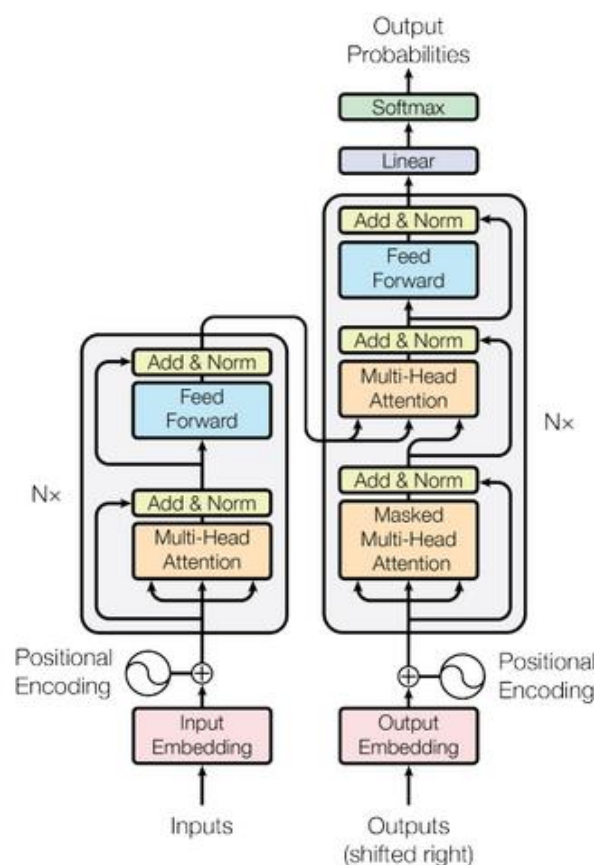 Output
Probabilities
Softmax
Linear
Add & Norm
Feed
Forward
Add & Norm
Multi-Head
Attention
Add & Norm
Masked
Multi-Head
Attention
N×
Add & Norm
Feed
Forward
Add & Norm
Multi-Head
Attention
N×
Positional
Encoding
Positional
Encoding
Input
Embedding
Output
Embedding
Inputs
Outputs
(shifted right)